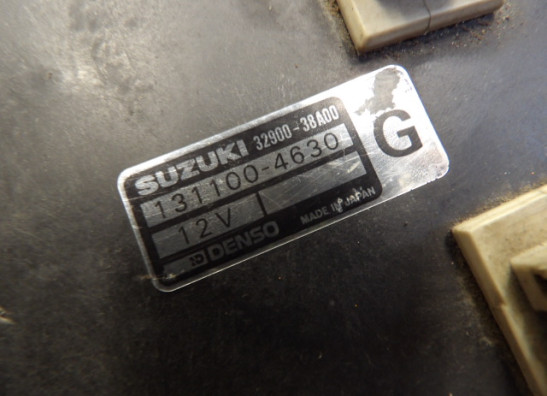 SUZUKI 32900-38A00
131100-4630
12V
DENSO MADE IN JAPAN
G